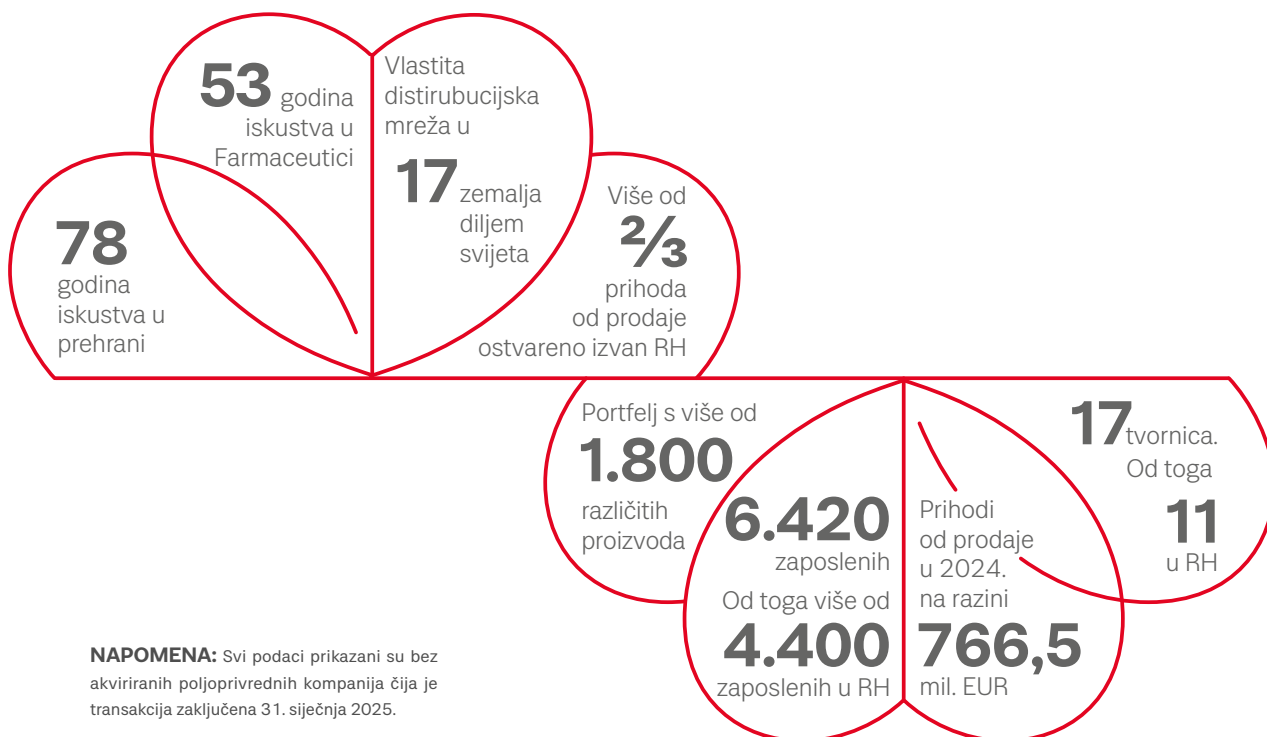 78
godina
iskustva u
prehrani
53 godina
iskustva u
Farmaceutici
Vlastita
distirubucijska
mreža u
17 zemalja
diljem
svijeta
Više od
⅔
prihoda
od prodaje
ostvareno izvan RH
Portfelj s više od
1.800
različitih
proizvoda
6.420
zaposlenih
Od toga više od
4.400
zaposlenih u RH
Prihodi
od prodaje
u 2024.
na razini
766,5
mil. EUR
17 tvornica.
Od toga
11
u RH
NAPOMENA: Svi podaci prikazani su bez
akviriranih poljoprivrednih kompanija čija je
transakcija zaključena 31. siječnja 2025.